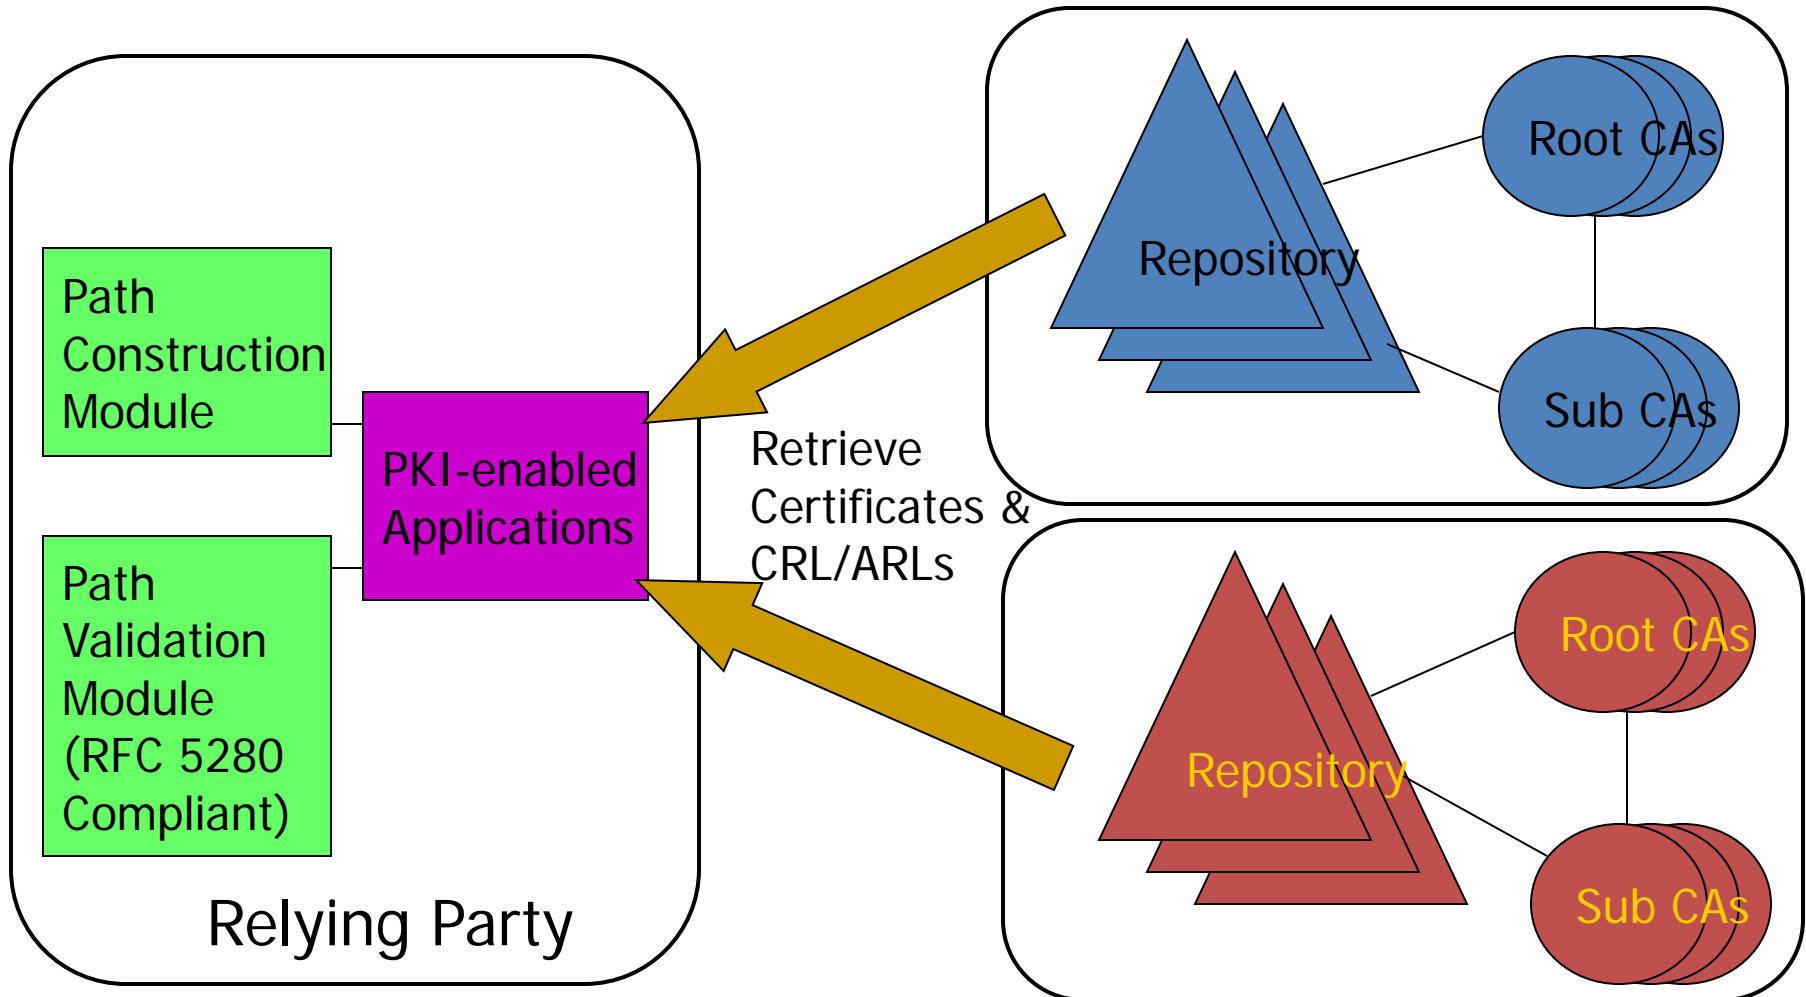 Path
Construction
Module
Path
Validation
Module
(RFC 5280
Compliant)
PKI-enabled
Applications
Relying Party
Retrieve
Certificates &
CRL/ARLs
Repository
Root CAs
Sub CAs
Repository
Root CAs
Sub CAs